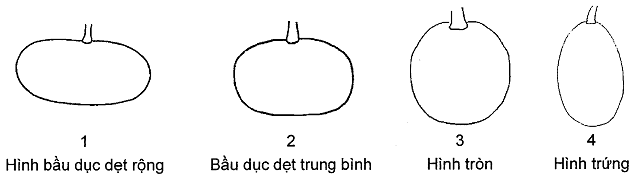 1 2 3 4
Hình bầu dục dẹt rộng Bầu dục dẹt trung bình Hình tròn Hình trứng